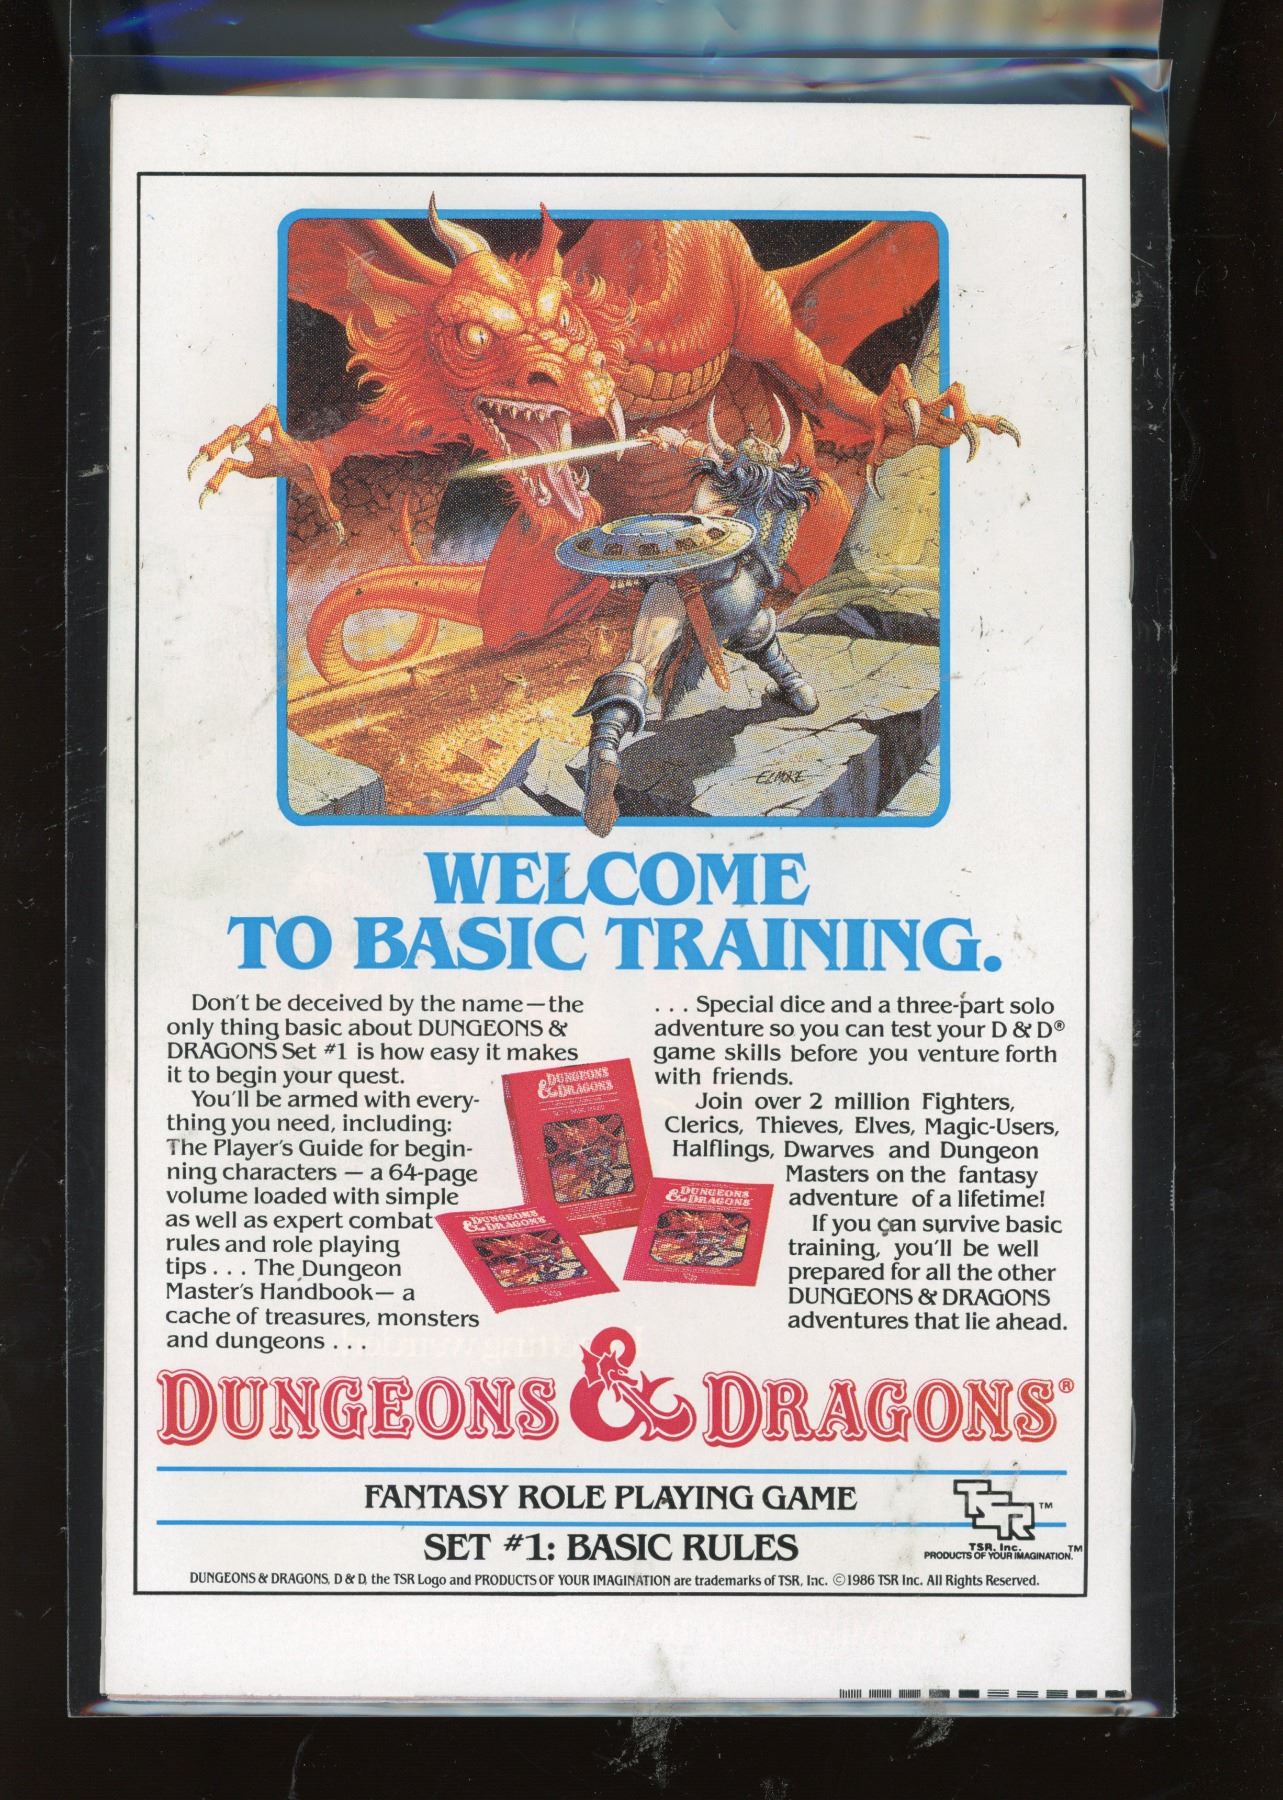 ELMORE
WELCOME
TO BASIC TRAINING.
Don't be deceived by the name—the
only thing basic about DUNGEONS &
DRAGONS Set #1 is how easy it makes
it to begin your quest.
You'll be armed with every-
thing you need, including:
The Player's Guide for begin-
ning characters — a 64-page
volume loaded with simple
as well as expert combat
rules and role playing
tips . . . The Dungeon
Master's Handbook— a
cache of treasures, monsters
and dungeons . . .
DUNGEONS
& DRAGONS
DUNGEONS
& DRAGONS
DUNGEONS
& DRAGONS
. . . Special dice and a three-part solo
adventure so you can test your D & D®
game skills before you venture forth
with friends.
Join over 2 million Fighters,
Clerics, Thieves, Elves, Magic-Users,
Halflings, Dwarves and Dungeon
Masters on the fantasy
adventure of a lifetime!
If you can survive basic
training, you'll be well
prepared for all the other
DUNGEONS & DRAGONS
adventures that lie ahead.
DUNGEONS & DRAGONS®
FANTASY ROLE PLAYING GAME
SET #1: BASIC RULES
TSR™
TSR, Inc.
PRODUCTS OF YOUR IMAGINATION.™
DUNGEONS & DRAGONS, D & D, the TSR Logo and PRODUCTS OF YOUR IMAGINATION are trademarks of TSR, Inc. ©1986 TSR Inc. All Rights Reserved.